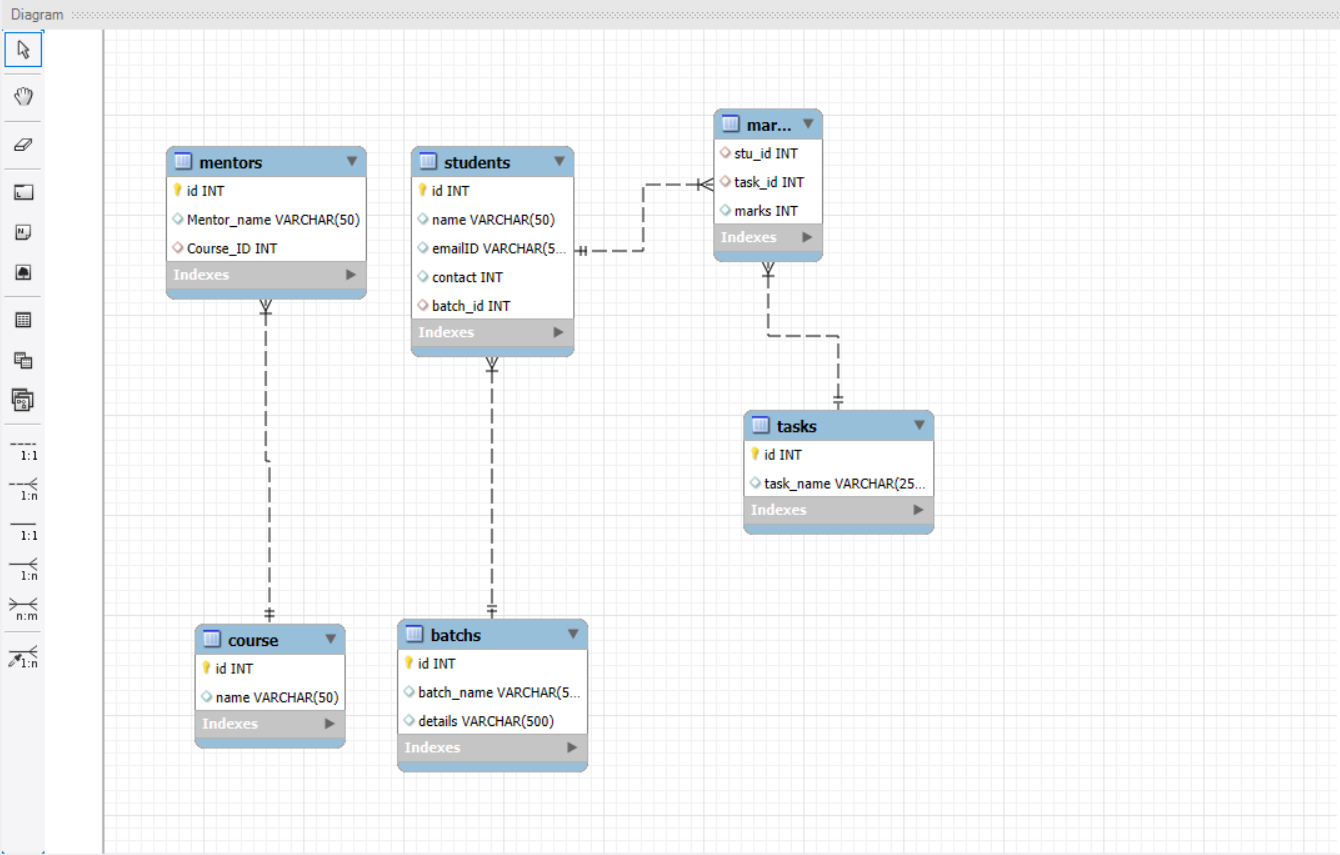 Diagram
mentors
id INT
Mentor_name VARCHAR(50)
Course_ID INT
Indexes
students
id INT
name VARCHAR(50)
emailID VARCHAR(5...
contact INT
batch_id INT
Indexes
mar...
stu_id INT
task_id INT
marks INT
Indexes
tasks
id INT
task_name VARCHAR(25...
Indexes
course
id INT
name VARCHAR(50)
Indexes
batchs
id INT
batch_name VARCHAR(5...
details VARCHAR(500)
Indexes
1:1
1:n
1:1
1:n
n:m
1:n